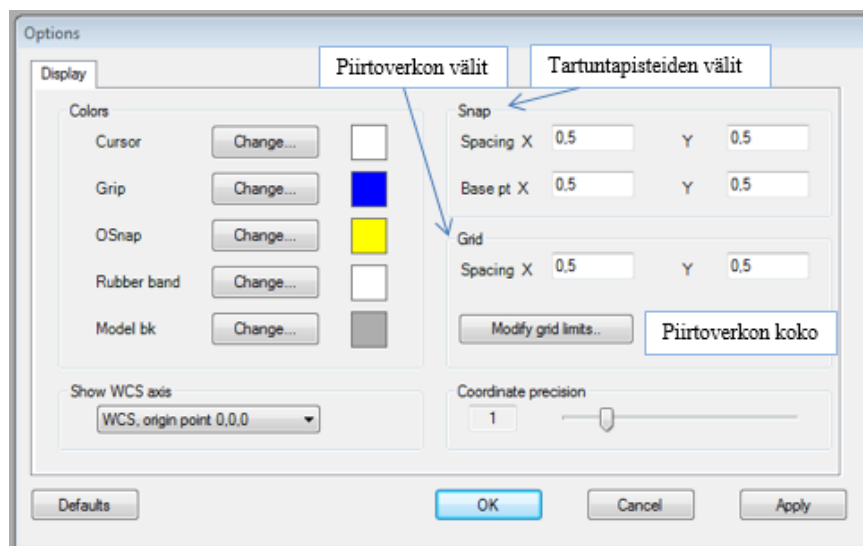 Options
Display
Piirtoverkon välit
Tartuntapisteiden välit
Colors
Cursor Change...
Grip Change...
OSnap Change...
Rubber band Change...
Model bk Change...
Snap
Spacing X 0,5 Y 0,5
Base pt X 0,5 Y 0,5
Grid
Spacing X 0,5 Y 0,5
Modify grid limits..
Piirtoverkon koko
Show WCS axis
WCS, origin point 0,0,0
Coordinate precision
1
Defaults OK Cancel Apply